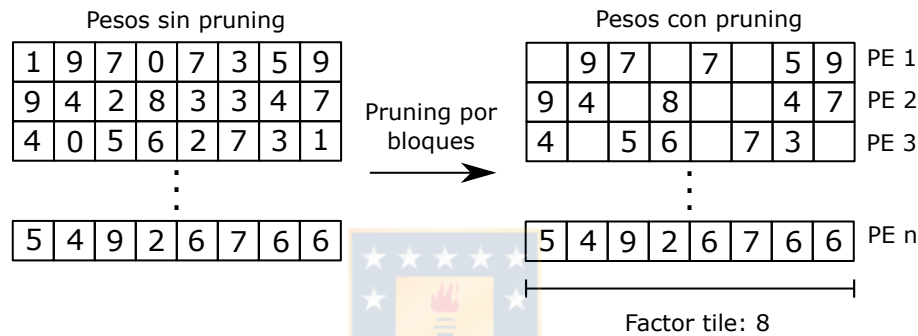 Pesos sin pruning
1 9 7 0 7 3 5 9
9 4 2 8 3 3 4 7
4 0 5 6 2 7 3 1
5 4 9 2 6 7 6 6
Pruning por
bloques
Pesos con pruning
9 7 7 5 9 PE 1
9 4 8 4 7 PE 2
4 5 6 7 3 PE 3
5 4 9 2 6 7 6 6 PE n
Factor tile: 8